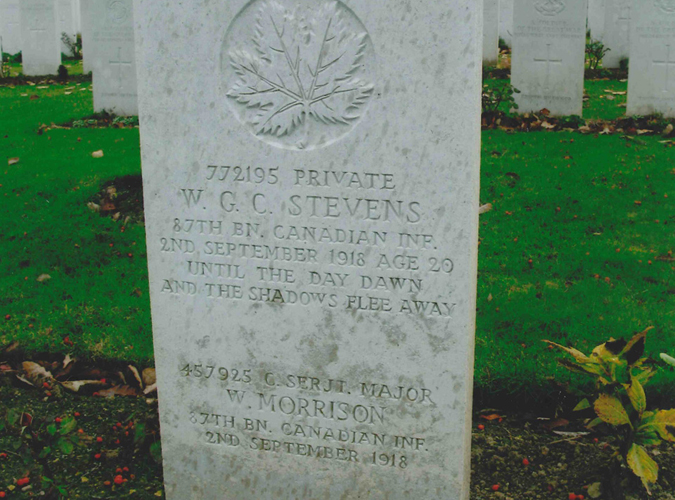 772195 PRIVATE
W. G. C. STEVENS
87TH BN. CANADIAN INF.
2ND SEPTEMBER 1918 AGE 20
UNTIL THE DAY DAWN
AND THE SHADOWS FLEE AWAY
457925 C. SERJT. MAJOR
W. MORRISON
87TH BN. CANADIAN INF.
2ND SEPTEMBER 1918